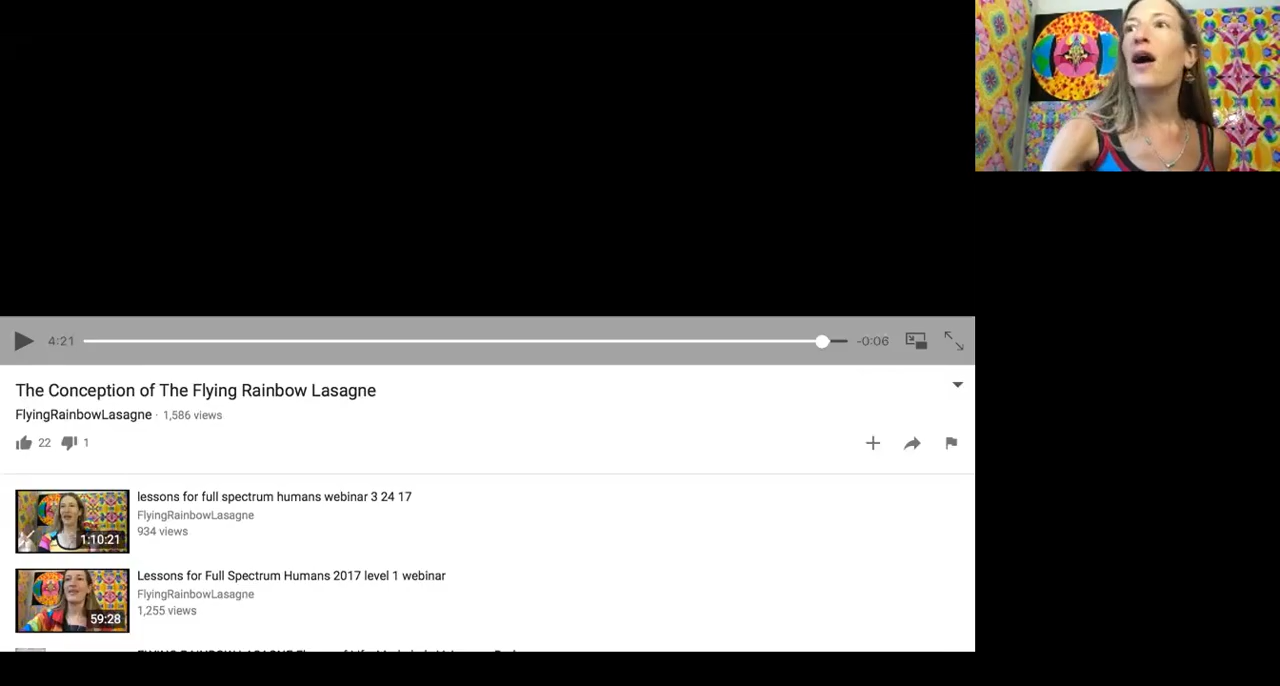 4:21 -0:06
The Conception of The Flying Rainbow Lasagne
FlyingRainbowLasagne · 1,586 views
22 1
lessons for full spectrum humans webinar 3 24 17
FlyingRainbowLasagne
934 views
1:10:21
Lessons for Full Spectrum Humans 2017 level 1 webinar
FlyingRainbowLasagne
1,255 views
59:28